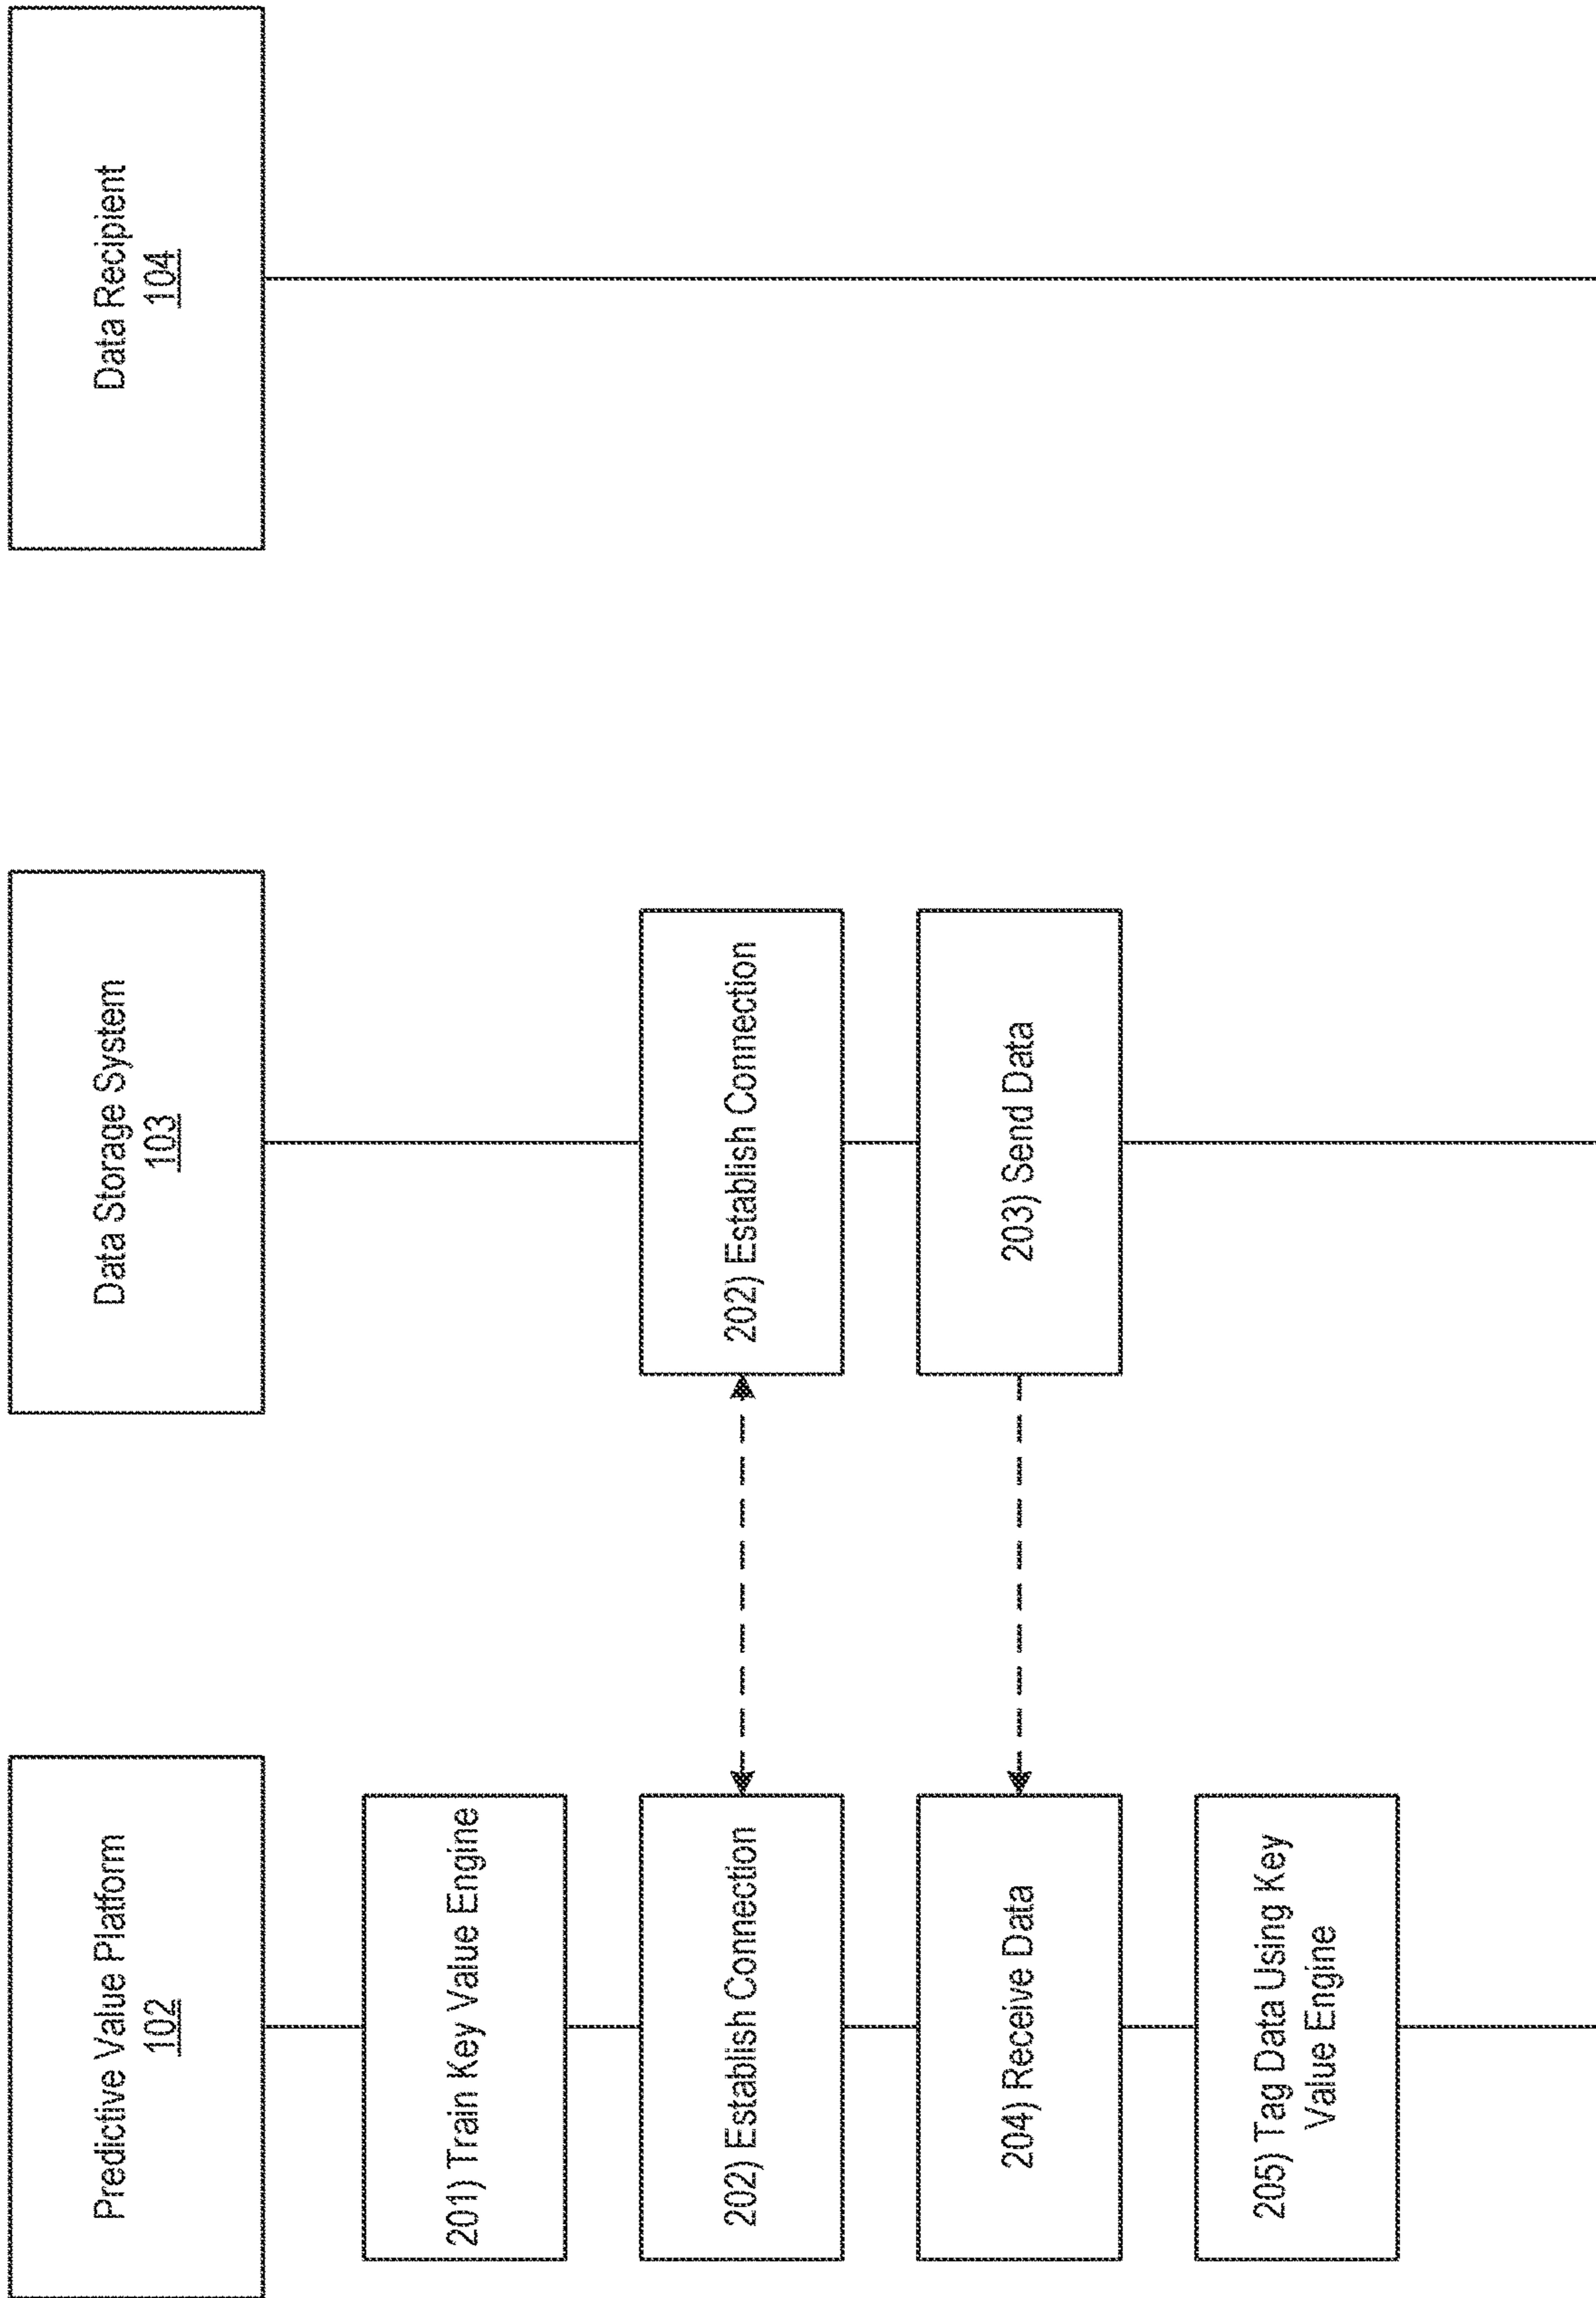 Predictive Value Platform
102
Data Storage System
103
Data Recipient
104
201) Train Key Value Engine
202) Establish Connection
202) Establish Connection
203) Send Data
204) Receive Data
205) Tag Data Using Key
Value Engine